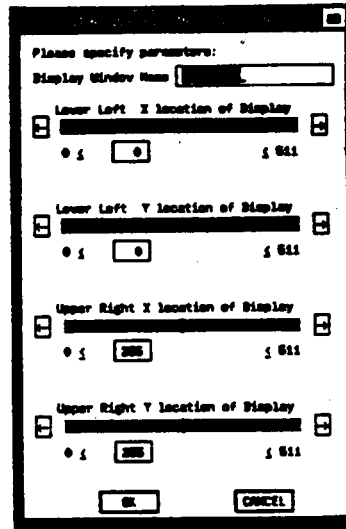 Please specify parameters:
Display Window Name
Lower Left X location of Display
0 ≤ 0 ≤ 511
Lower Left Y location of Display
0 ≤ 0 ≤ 511
Upper Right X location of Display
0 ≤ ≤ 511
Upper Right Y location of Display
0 ≤ ≤ 511
OK CANCEL